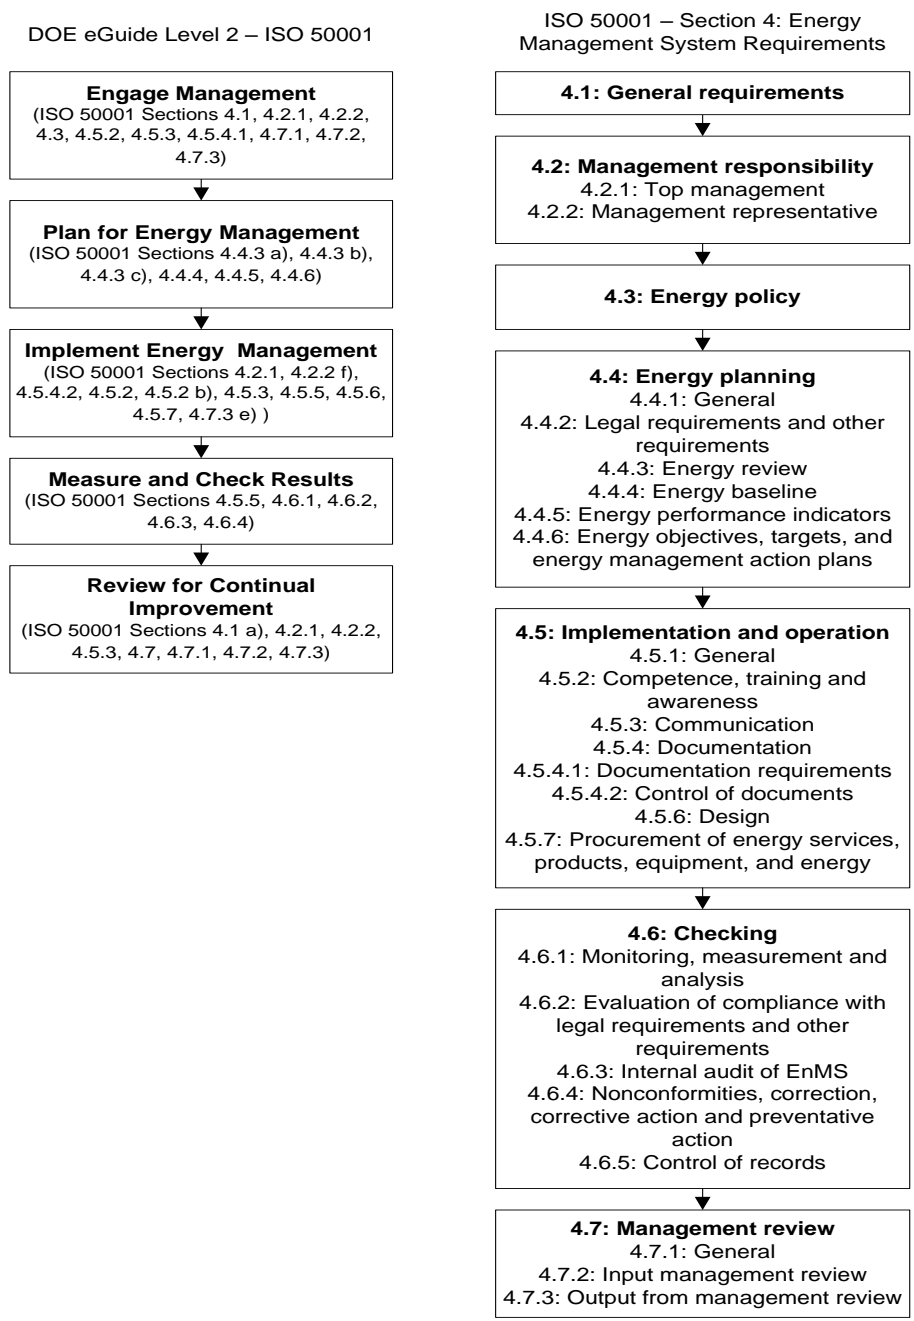 DOE eGuide Level 2 – ISO 50001
Engage Management
(ISO 50001 Sections 4.1, 4.2.1, 4.2.2,
4.3, 4.5.2, 4.5.3, 4.5.4.1, 4.7.1, 4.7.2,
4.7.3)
Plan for Energy Management
(ISO 50001 Sections 4.4.3 a), 4.4.3 b),
4.4.3 c), 4.4.4, 4.4.5, 4.4.6)
Implement Energy  Management
(ISO 50001 Sections 4.2.1, 4.2.2 f),
4.5.4.2, 4.5.2, 4.5.2 b), 4.5.3, 4.5.5, 4.5.6,
4.5.7, 4.7.3 e) )
Measure and Check Results
(ISO 50001 Sections 4.5.5, 4.6.1, 4.6.2,
4.6.3, 4.6.4)
Review for Continual
Improvement
(ISO 50001 Sections 4.1 a), 4.2.1, 4.2.2,
4.5.3, 4.7, 4.7.1, 4.7.2, 4.7.3)
ISO 50001 – Section 4: Energy
Management System Requirements
4.1: General requirements
4.2: Management responsibility
4.2.1: Top management
4.2.2: Management representative
4.3: Energy policy
4.4: Energy planning
4.4.1: General
4.4.2: Legal requirements and other
requirements
4.4.3: Energy review
4.4.4: Energy baseline
4.4.5: Energy performance indicators
4.4.6: Energy objectives, targets, and
energy management action plans
4.5: Implementation and operation
4.5.1: General
4.5.2: Competence, training and
awareness
4.5.3: Communication
4.5.4: Documentation
4.5.4.1: Documentation requirements
4.5.4.2: Control of documents
4.5.6: Design
4.5.7: Procurement of energy services,
products, equipment, and energy
4.6: Checking
4.6.1: Monitoring, measurement and
analysis
4.6.2: Evaluation of compliance with
legal requirements and other
requirements
4.6.3: Internal audit of EnMS
4.6.4: Nonconformities, correction,
corrective action and preventative
action
4.6.5: Control of records
4.7: Management review
4.7.1: General
4.7.2: Input management review
4.7.3: Output from management review